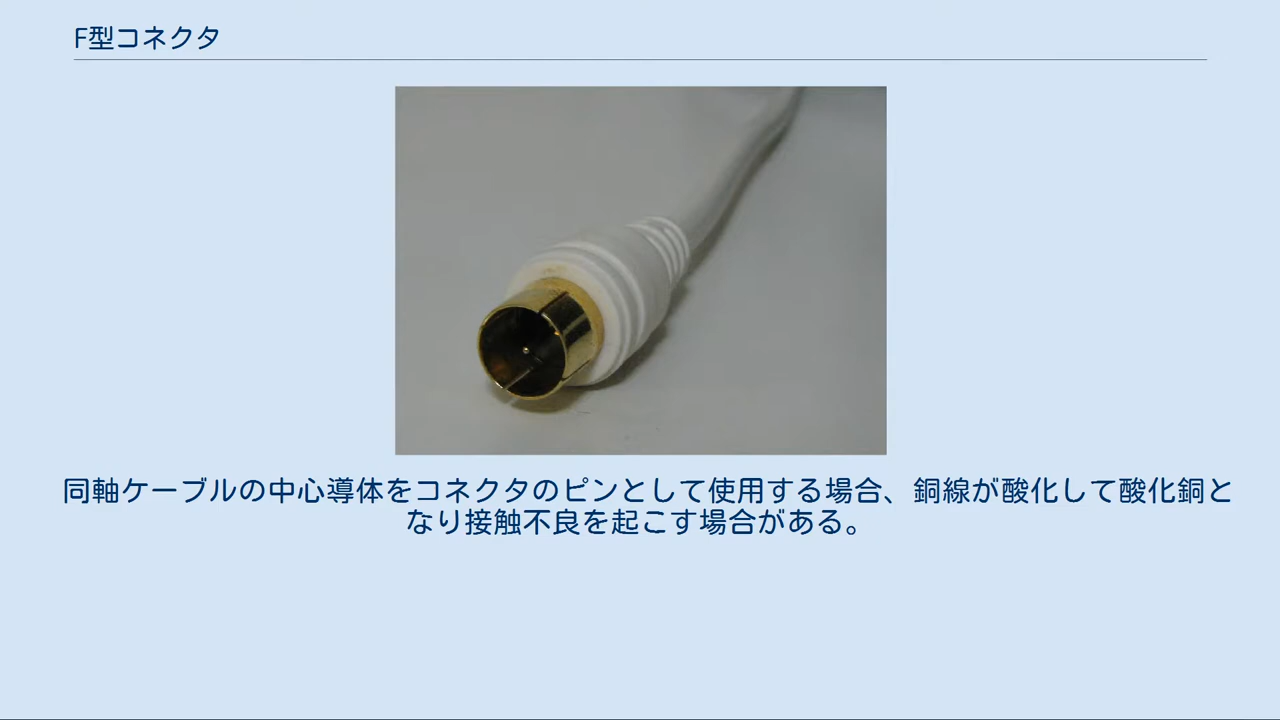 F型コネクタ
同軸ケーブルの中心導体をコネクタのピンとして使用する場合、銅線が酸化して酸化銅と
なり接触不良を起こす場合がある。